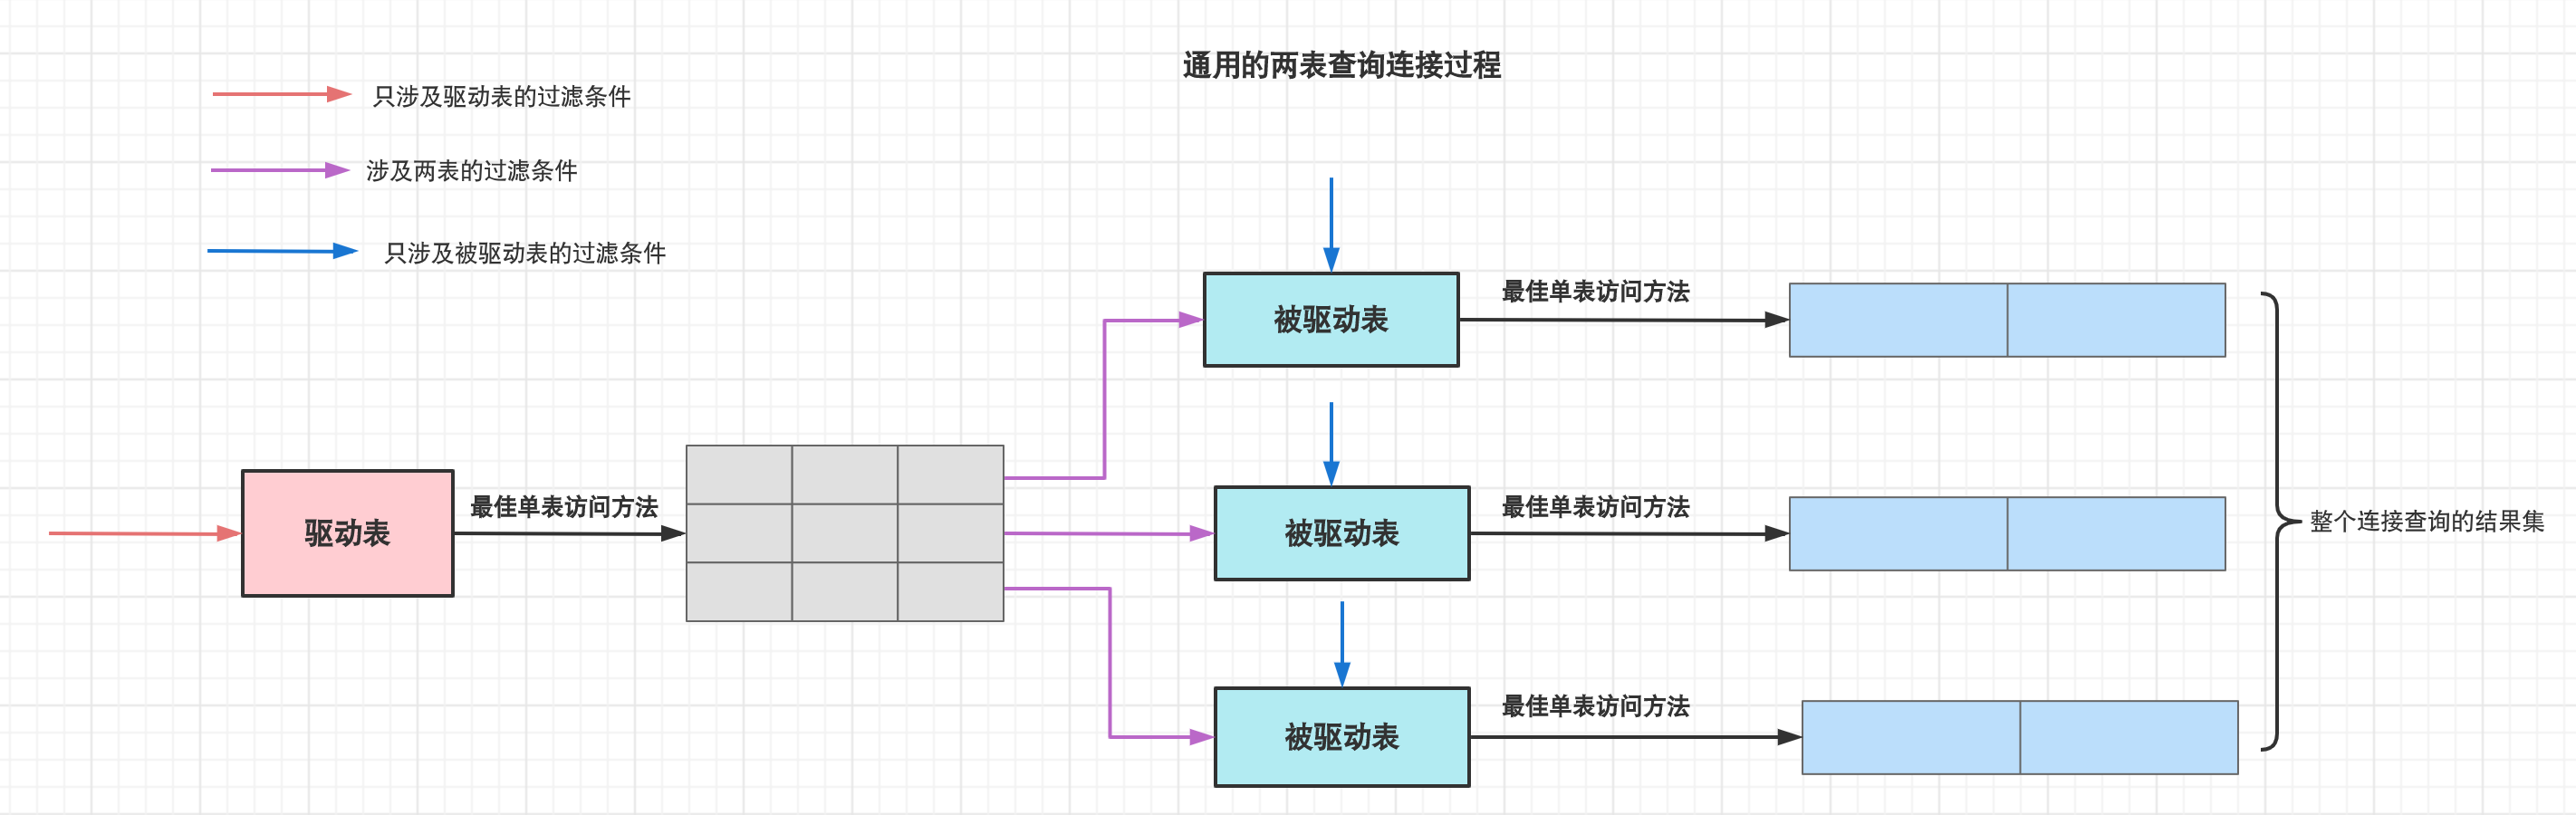 通用的两表查询连接过程
只涉及驱动表的过滤条件
涉及两表的过滤条件
只涉及被驱动表的过滤条件
被驱动表
最佳单表访问方法
驱动表
最佳单表访问方法
被驱动表
最佳单表访问方法
整个连接查询的结果集
被驱动表
最佳单表访问方法